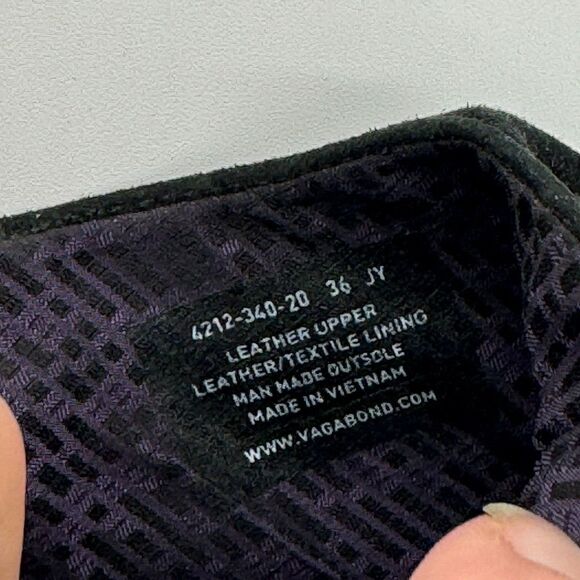 4212-340-20 36 JY
LEATHER UPPER
LEATHER/TEXTILE LINING
MAN MADE OUTSOLE
MADE IN VIETNAM
WWW.VAGABOND.COM